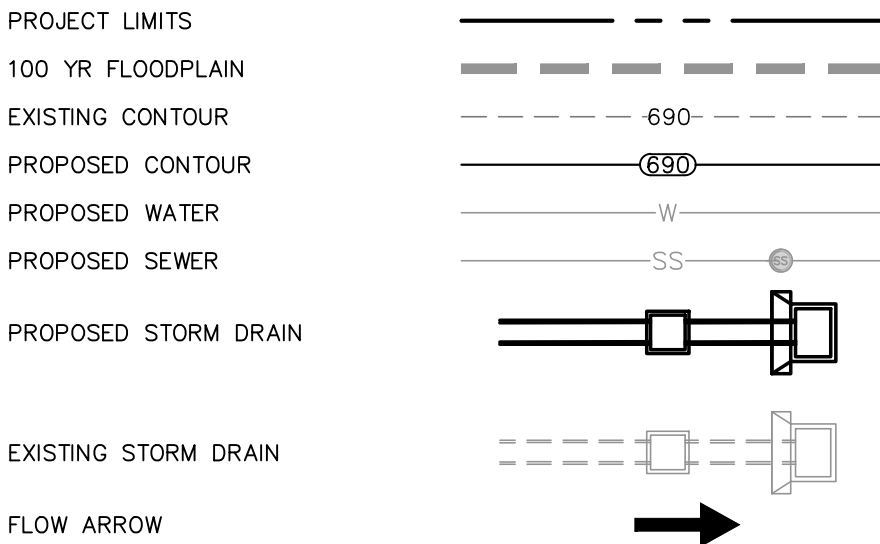 PROJECT LIMITS
100 YR FLOODPLAIN
EXISTING CONTOUR 690
PROPOSED CONTOUR 690
PROPOSED WATER W
PROPOSED SEWER SS SS
PROPOSED STORM DRAIN
EXISTING STORM DRAIN
FLOW ARROW